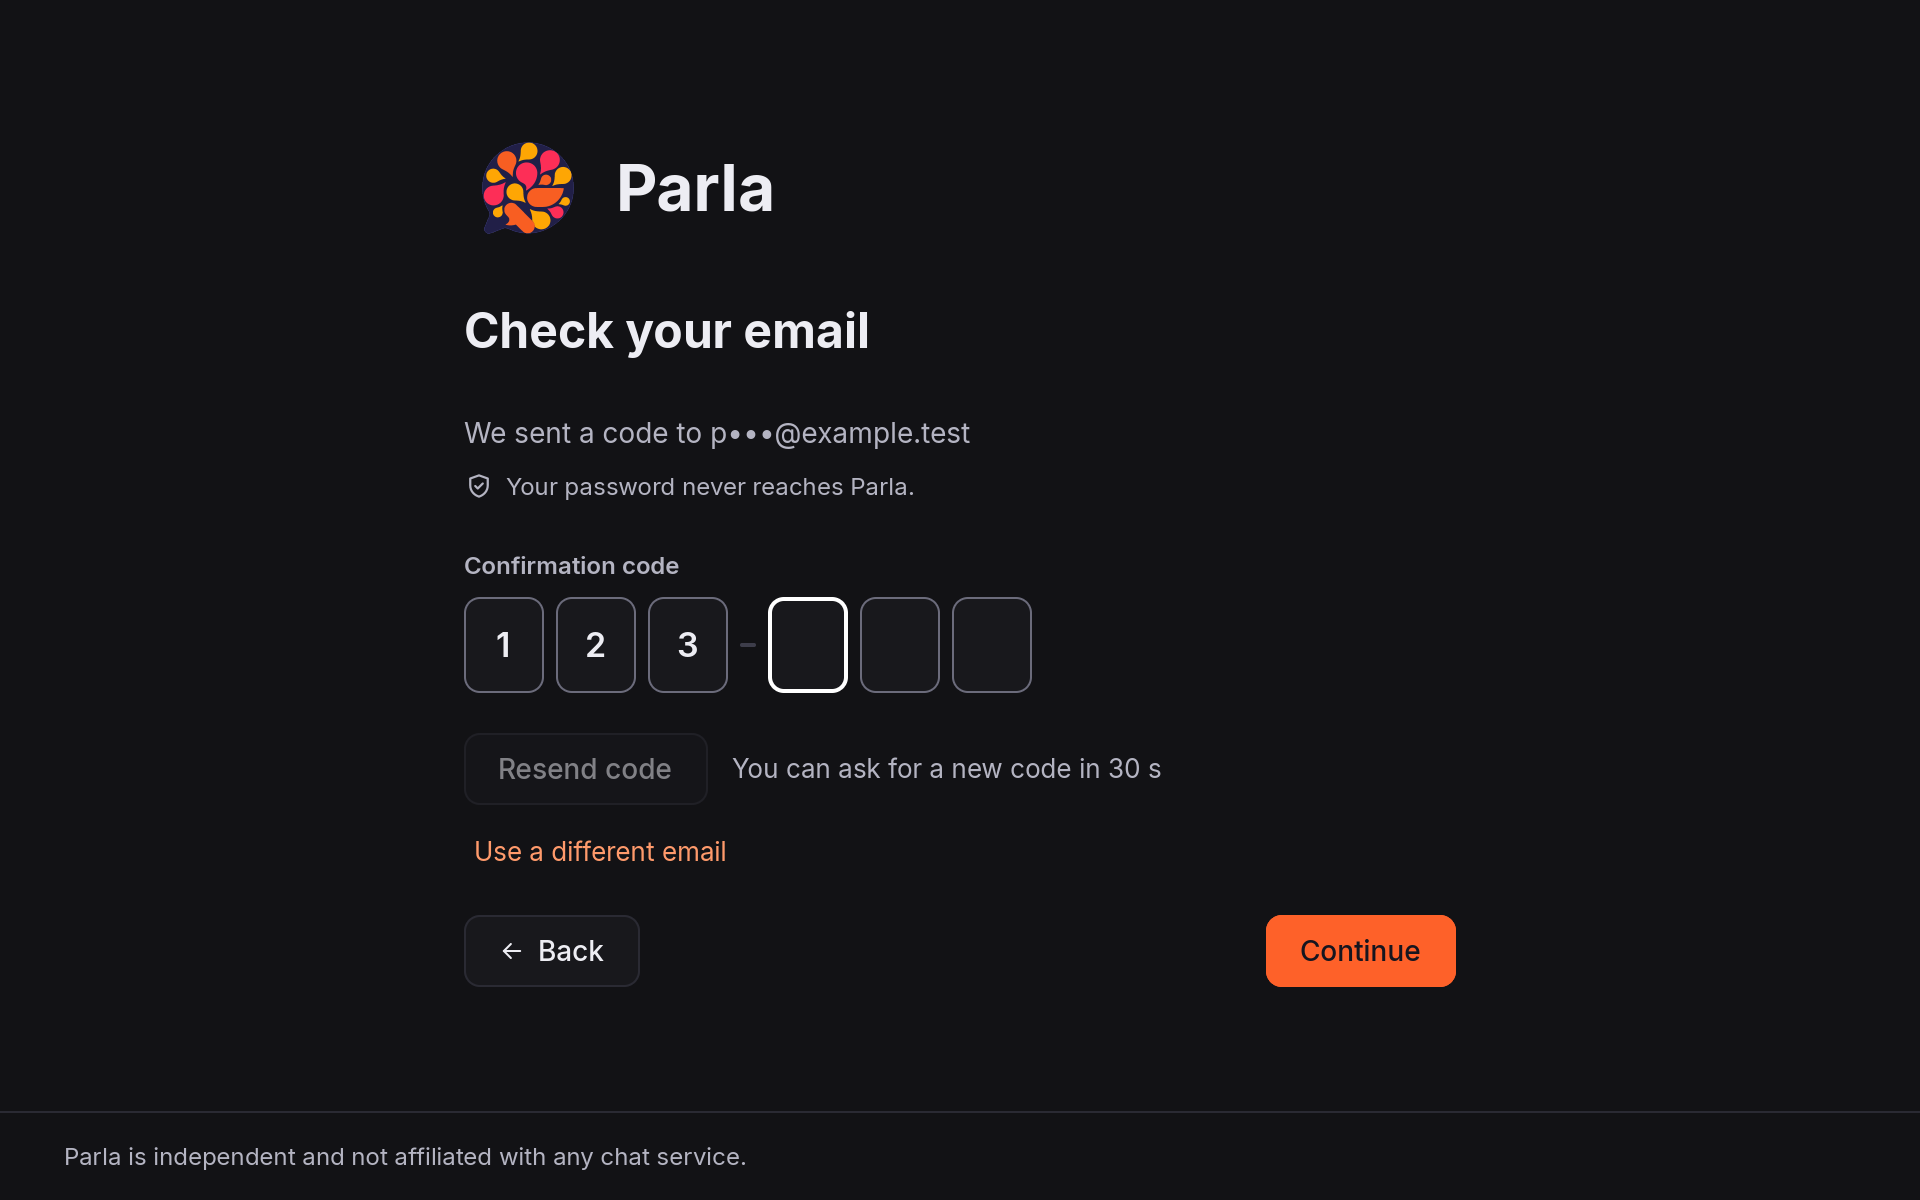 Parla
Check your email
We sent a code to p•••@example.test
Your password never reaches Parla.
Confirmation code
1 2 3 –
Resend code You can ask for a new code in 30 s
Use a different email
← Back Continue
Parla is independent and not affiliated with any chat service.